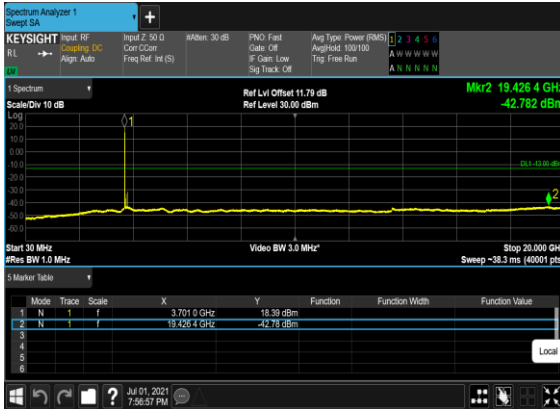 Spectrum Analyzer 1
Swept SA
+
KEYSIGHT
RL
Input: RF
Coupling: DC
Align: Auto
Input Z: 50 Ω
Corr CCorr
Freq Ref: Int (S)
#Atten: 30 dB
PNO: Fast
Gate: Off
IF Gain: Low
Sig Track: Off
Avg Type: Power (RMS)
Avg|Hold: 100/100
Trig: Free Run
1 2 3 4 5 6
A W W W W W
A N N N N N
1 Spectrum
Scale/Div 10 dB
Ref Lvl Offset 11.79 dB
Ref Level 30.00 dBm
Mkr2 19.426 4 GHz
-42.782 dBm
Log
20.0
10.0
0.00
-10.0
-20.0
-30.0
-40.0
-50.0
-60.0
1
DL1 -13.00 dBm
2
Start 30 MHz
#Res BW 1.0 MHz
Video BW 3.0 MHz*
Stop 20.000 GHz
Sweep ~38.3 ms (40001 pts)
5 Marker Table
Mode Trace Scale X Y Function Function Width Function Value
1 N 1 f 3.701 0 GHz 18.39 dBm
2 N 1 f 19.426 4 GHz -42.78 dBm
3
4
5
6
Local
?
Jul 01, 2021
7:56:57 PM